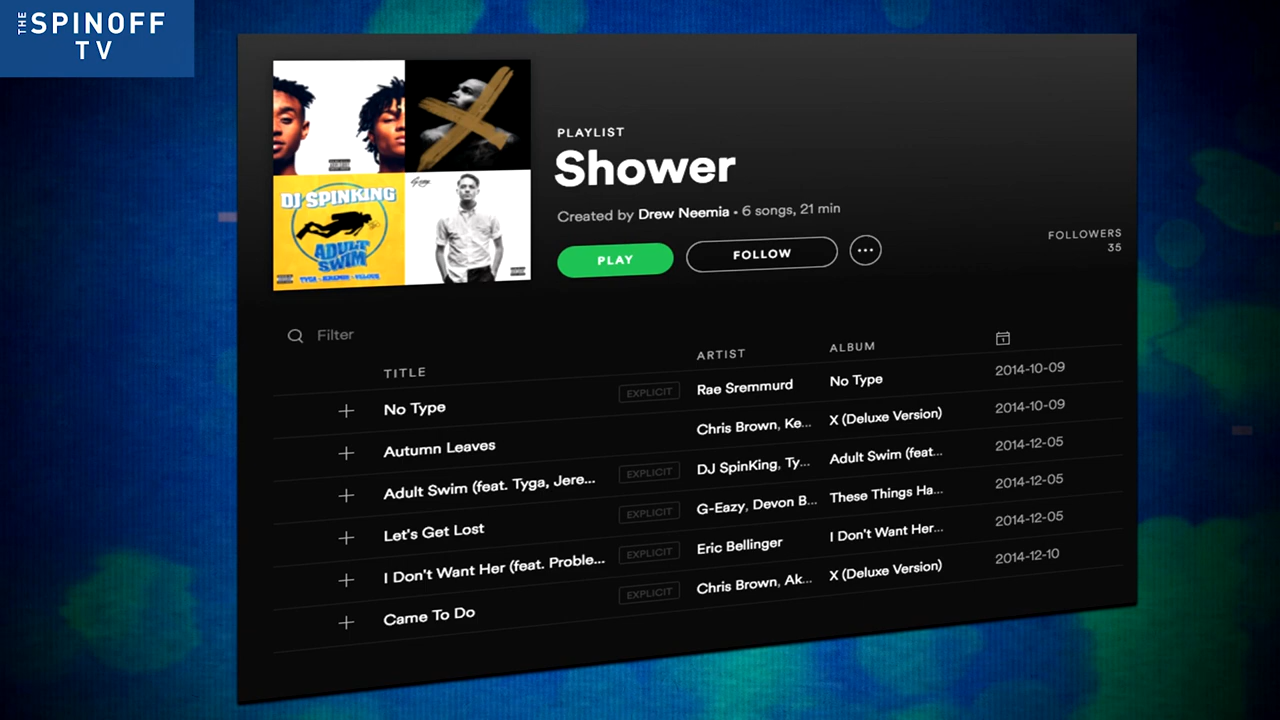 THE SPINOFF
TV
PLAYLIST
Shower
Created by Drew Neemia • 6 songs, 21 min
PLAY
FOLLOW
FOLLOWERS
35
DJ SPINKING
ADULT
SWIM
TYGA • JEREMIH • VELOUS
G-Eazy
Filter
TITLE ARTIST ALBUM
No Type EXPLICIT Rae Sremmurd No Type 2014-10-09
Autumn Leaves Chris Brown, Ke... X (Deluxe Version) 2014-10-09
Adult Swim (feat. Tyga, Jere... EXPLICIT DJ SpinKing, Ty... Adult Swim (feat... 2014-12-05
Let's Get Lost EXPLICIT G-Eazy, Devon B... These Things Ha... 2014-12-05
I Don't Want Her (feat. Proble... EXPLICIT Eric Bellinger I Don't Want Her... 2014-12-05
Came To Do EXPLICIT Chris Brown, Ak... X (Deluxe Version) 2014-12-10